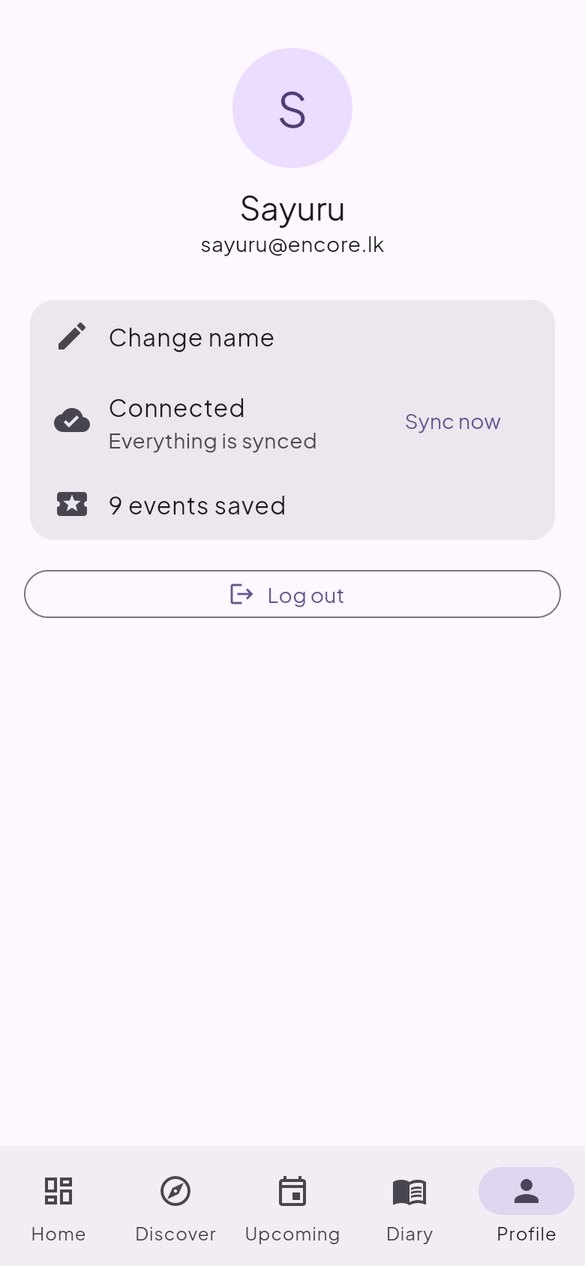 S
Sayuru
sayuru@encore.lk
Change name
Connected
Everything is synced
Sync now
9 events saved
Log out
Home
Discover
Upcoming
Diary
Profile